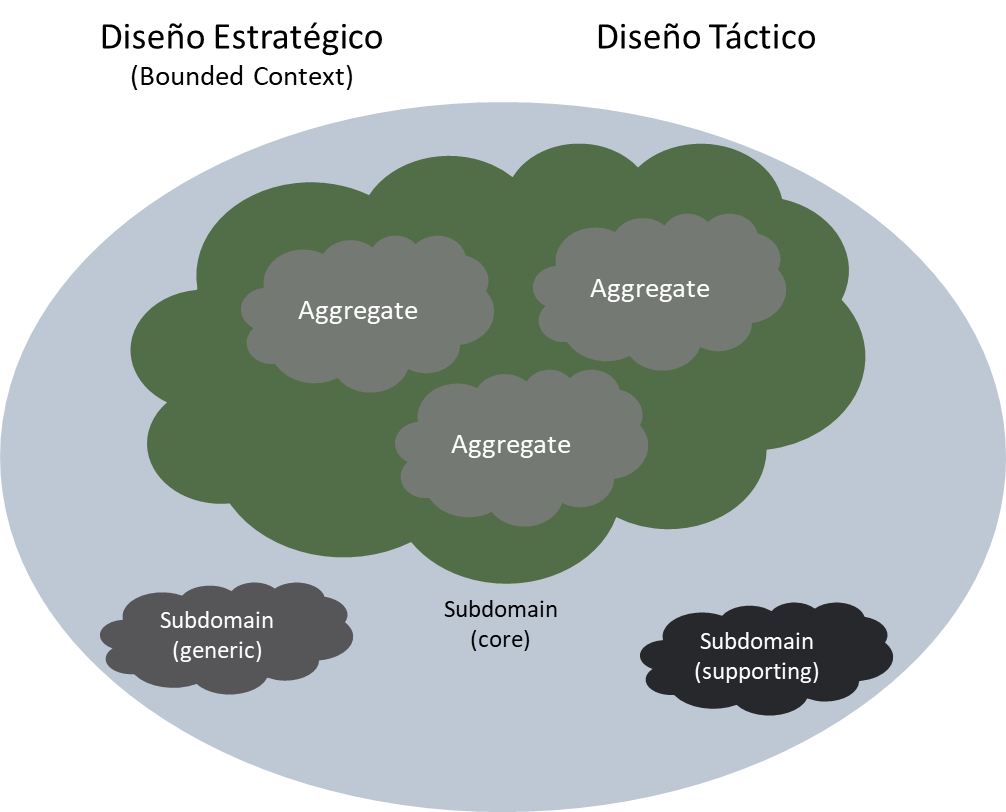 Diseño Estratégico
(Bounded Context)
Diseño Táctico
Aggregate
Aggregate
Aggregate
Subdomain
(generic)
Subdomain
(core)
Subdomain
(supporting)